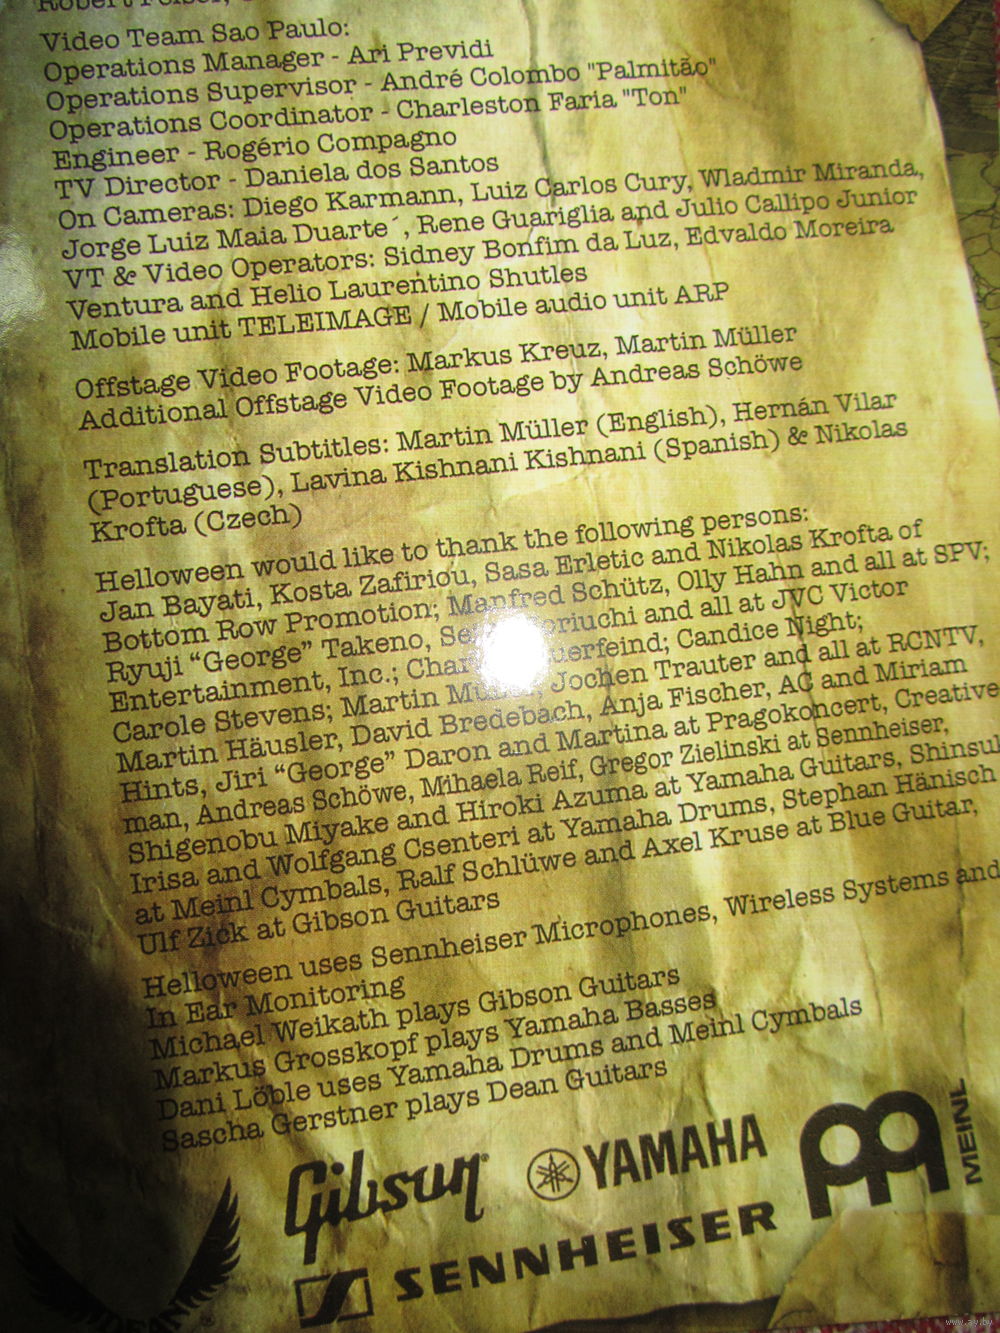 Video Team Sao Paulo:
Operations Manager - Ari Previdi
Operations Supervisor - André Colombo "Palmitão"
Operations Coordinator - Charleston Faria "Ton"
Engineer - Rogério Compagno
TV Director - Daniela dos Santos
On Cameras: Diego Karmann, Luiz Carlos Cury, Wladmir Miranda,
Jorge Luiz Maia Duarte´, Rene Guariglia and Julio Callipo Junior
VT & Video Operators: Sidney Bonfim da Luz, Edvaldo Moreira
Ventura and Helio Laurentino Shutles
Mobile unit TELEIMAGE / Mobile audio unit ARP
Offstage Video Footage: Markus Kreuz, Martin Müller
Additional Offstage Video Footage by Andreas Schöwe
Translation Subtitles: Martin Müller (English), Hernán Vilar
(Portuguese), Lavina Kishnani Kishnani (Spanish) & Nikolas
Krofta (Czech)
Helloween would like to thank the following persons:
Jan Bayati, Kosta Zafiriou, Sasa Erletic and Nikolas Krofta of
Bottom Row Promotion; Manfred Schütz, Olly Hahn and all at SPV;
Ryuji “George” Takeno, and all at JVC Victor
Entertainment, Inc.; Candice Night;
Carole Stevens; Martin Jochen Trauter and all at RCNTV,
Martin Häusler, David Bredebach, Anja Fischer, AC and Miriam
Hints, Jiri “George” Daron and Martina at Pragokoncert, Creative
man, Andreas Schöwe, Mihaela Reif, Gregor Zielinski at Sennheiser,
Shigenobu Miyake and Hiroki Azuma at Yamaha Guitars,
Irisa and Wolfgang Csenteri at Yamaha Drums, Stephan Hänisch
at Meinl Cymbals, Ralf Schlüwe and Axel Kruse at Blue Guitar,
Ulf Zick at Gibson Guitars
Helloween uses Sennheiser Microphones, Wireless Systems and
In Ear Monitoring
Michael Weikath plays Gibson Guitars
Markus Grosskopf plays Yamaha Basses
Dani Löble uses Yamaha Drums and Meinl Cymbals
Sascha Gerstner plays Dean Guitars
Gibson YAMAHA MEINL
SENNHEISER
www.ay.by